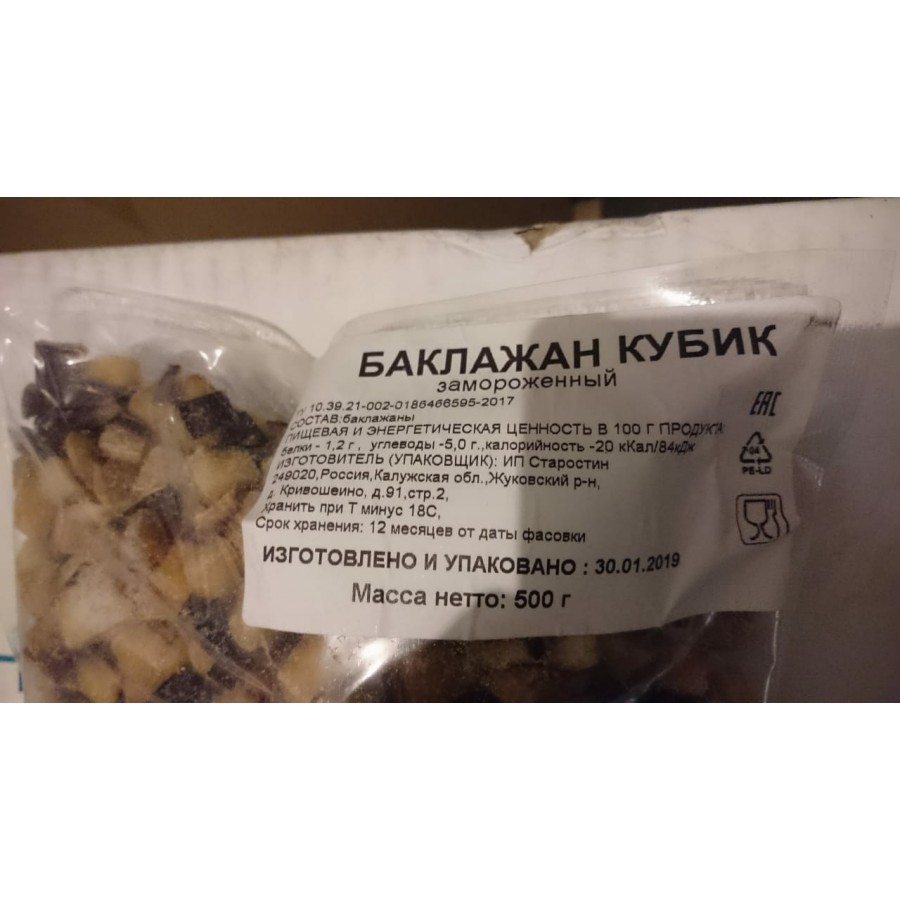 БАКЛАЖАН КУБИК
замороженный
ТУ 10.39.21-002-0186466595-2017
СОСТАВ:баклажаны
ПИЩЕВАЯ И ЭНЕРГЕТИЧЕСКАЯ ЦЕННОСТЬ В 100 Г ПРОДУКТА:
белки - 1,2 г , углеводы -5,0 г.,калорийность -20 кКал/84кДж
ИЗГОТОВИТЕЛЬ (УПАКОВЩИК): ИП Старостин
249020,Россия,Калужская обл.,Жуковский р-н,
д. Кривошеино, д.91,стр.2,
Хранить при Т минус 18С,
Срок хранения: 12 месяцев от даты фасовки
ИЗГОТОВЛЕНО И УПАКОВАНО : 30.01.2019
Масса нетто: 500 г
EAC
04
PE-LD